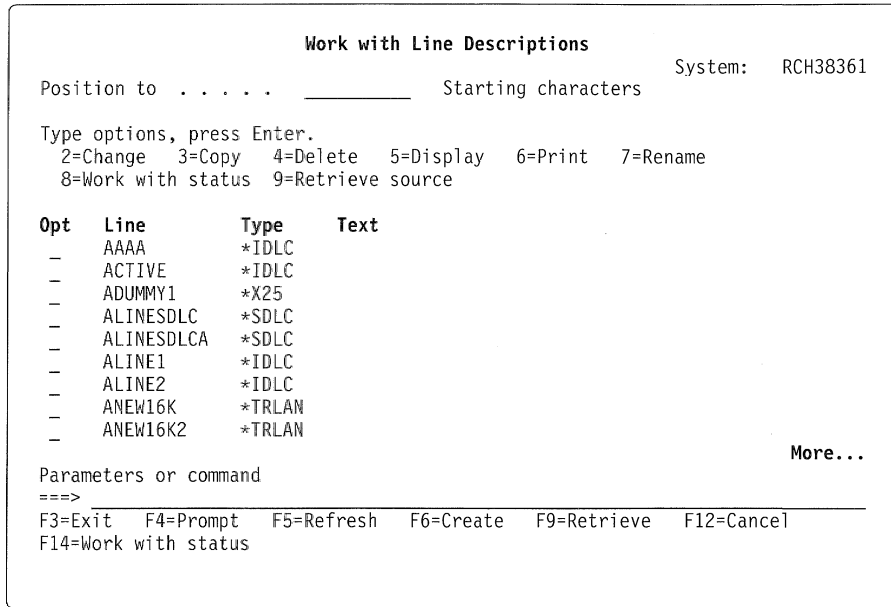 Work with Line Descriptions
System: RCH38361
Position to . . . . . __________ Starting characters
Type options, press Enter.
2=Change 3=Copy 4=Delete 5=Display 6=Print 7=Rename
8=Work with status 9=Retrieve source
Opt Line Type Text
_ AAAA *IDLC
_ ACTIVE *IDLC
_ ADUMMY1 *X25
_ ALINESDLC *SDLC
_ ALINESDLCA *SDLC
_ ALINE1 *IDLC
_ ALINE2 *IDLC
_ ANEW16K *TRLAN
_ ANEW16K2 *TRLAN
More...
Parameters or command
===>
F3=Exit F4=Prompt F5=Refresh F6=Create F9=Retrieve F12=Cancel
F14=Work with status